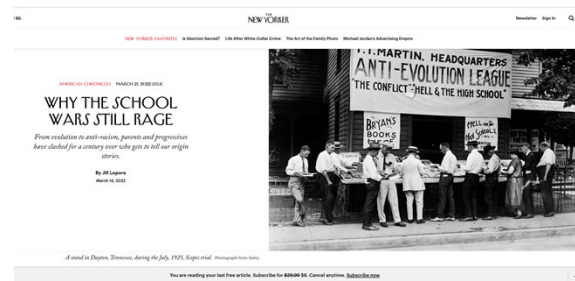 THE
NEW YORKER
Newsletter Sign In
NEW YORKER FAVORITES Is Abortion Sacred? Life After White-Collar Crime The Art of the Family Photo Michael Jordan's Advertising Empire
AMERICAN CHRONICLES MARCH 21, 2022 ISSUE
WHY THE SCHOOL
WARS STILL RAGE
From evolution to anti-racism, parents and progressives
have clashed for a century over who gets to tell our origin
stories.
By Jill Lepore
March 14, 2022
T.T. MARTIN, HEADQUARTERS
ANTI-EVOLUTION LEAGUE
"THE CONFLICT" "HELL & THE HIGH SCHOOL"
BRYAN'S
BOOKS
HELL and the
High School
A stand in Dayton, Tennessee, during the July, 1925, Scopes trial. Photograph from Getty
You are reading your last free article. Subscribe for $29.99 $6. Cancel anytime. Subscribe now